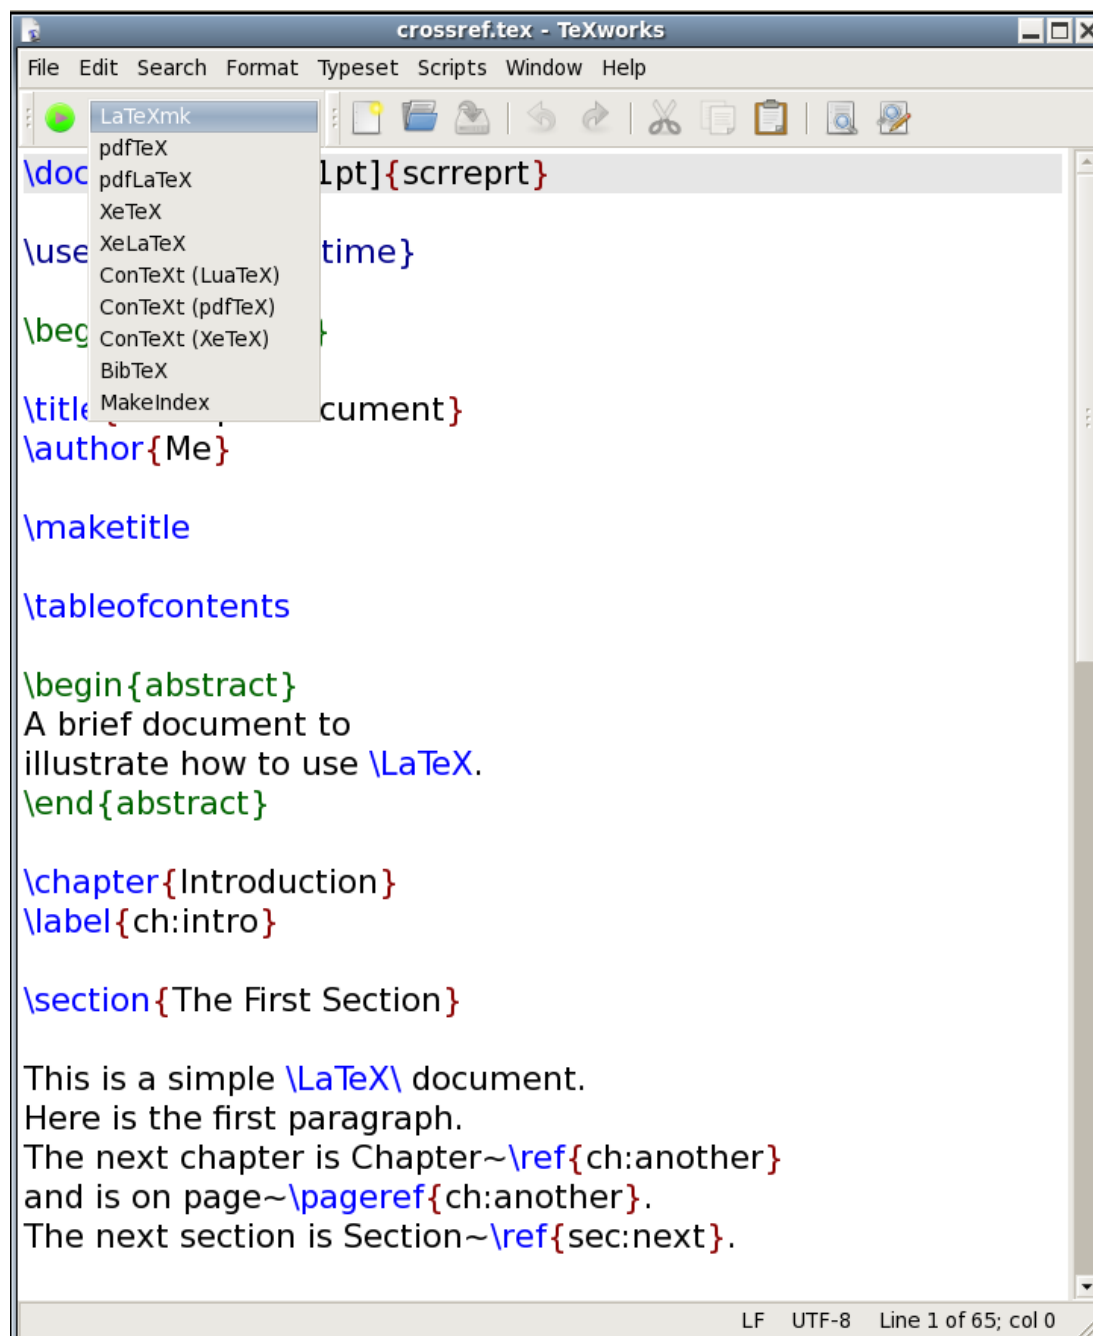 crossref.tex - TeXworks
File Edit Search Format Typeset Scripts Window Help
LaTeXmk
pdfTeX
pdfLaTeX
XeTeX
XeLaTeX
ConTeXt (LuaTeX)
ConTeXt (pdfTeX)
ConTeXt (XeTeX)
BibTeX
MakeIndex
\doc 1pt]{scrreprt}
\use time}
\beg }
\title cument}
\author{Me}
\maketitle
\tableofcontents
\begin{abstract}
A brief document to
illustrate how to use \LaTeX.
\end{abstract}
\chapter{Introduction}
\label{ch:intro}
\section{The First Section}
This is a simple \LaTeX\ document.
Here is the first paragraph.
The next chapter is Chapter~\ref{ch:another}
and is on page~\pageref{ch:another}.
The next section is Section~\ref{sec:next}.
LF UTF-8 Line 1 of 65; col 0